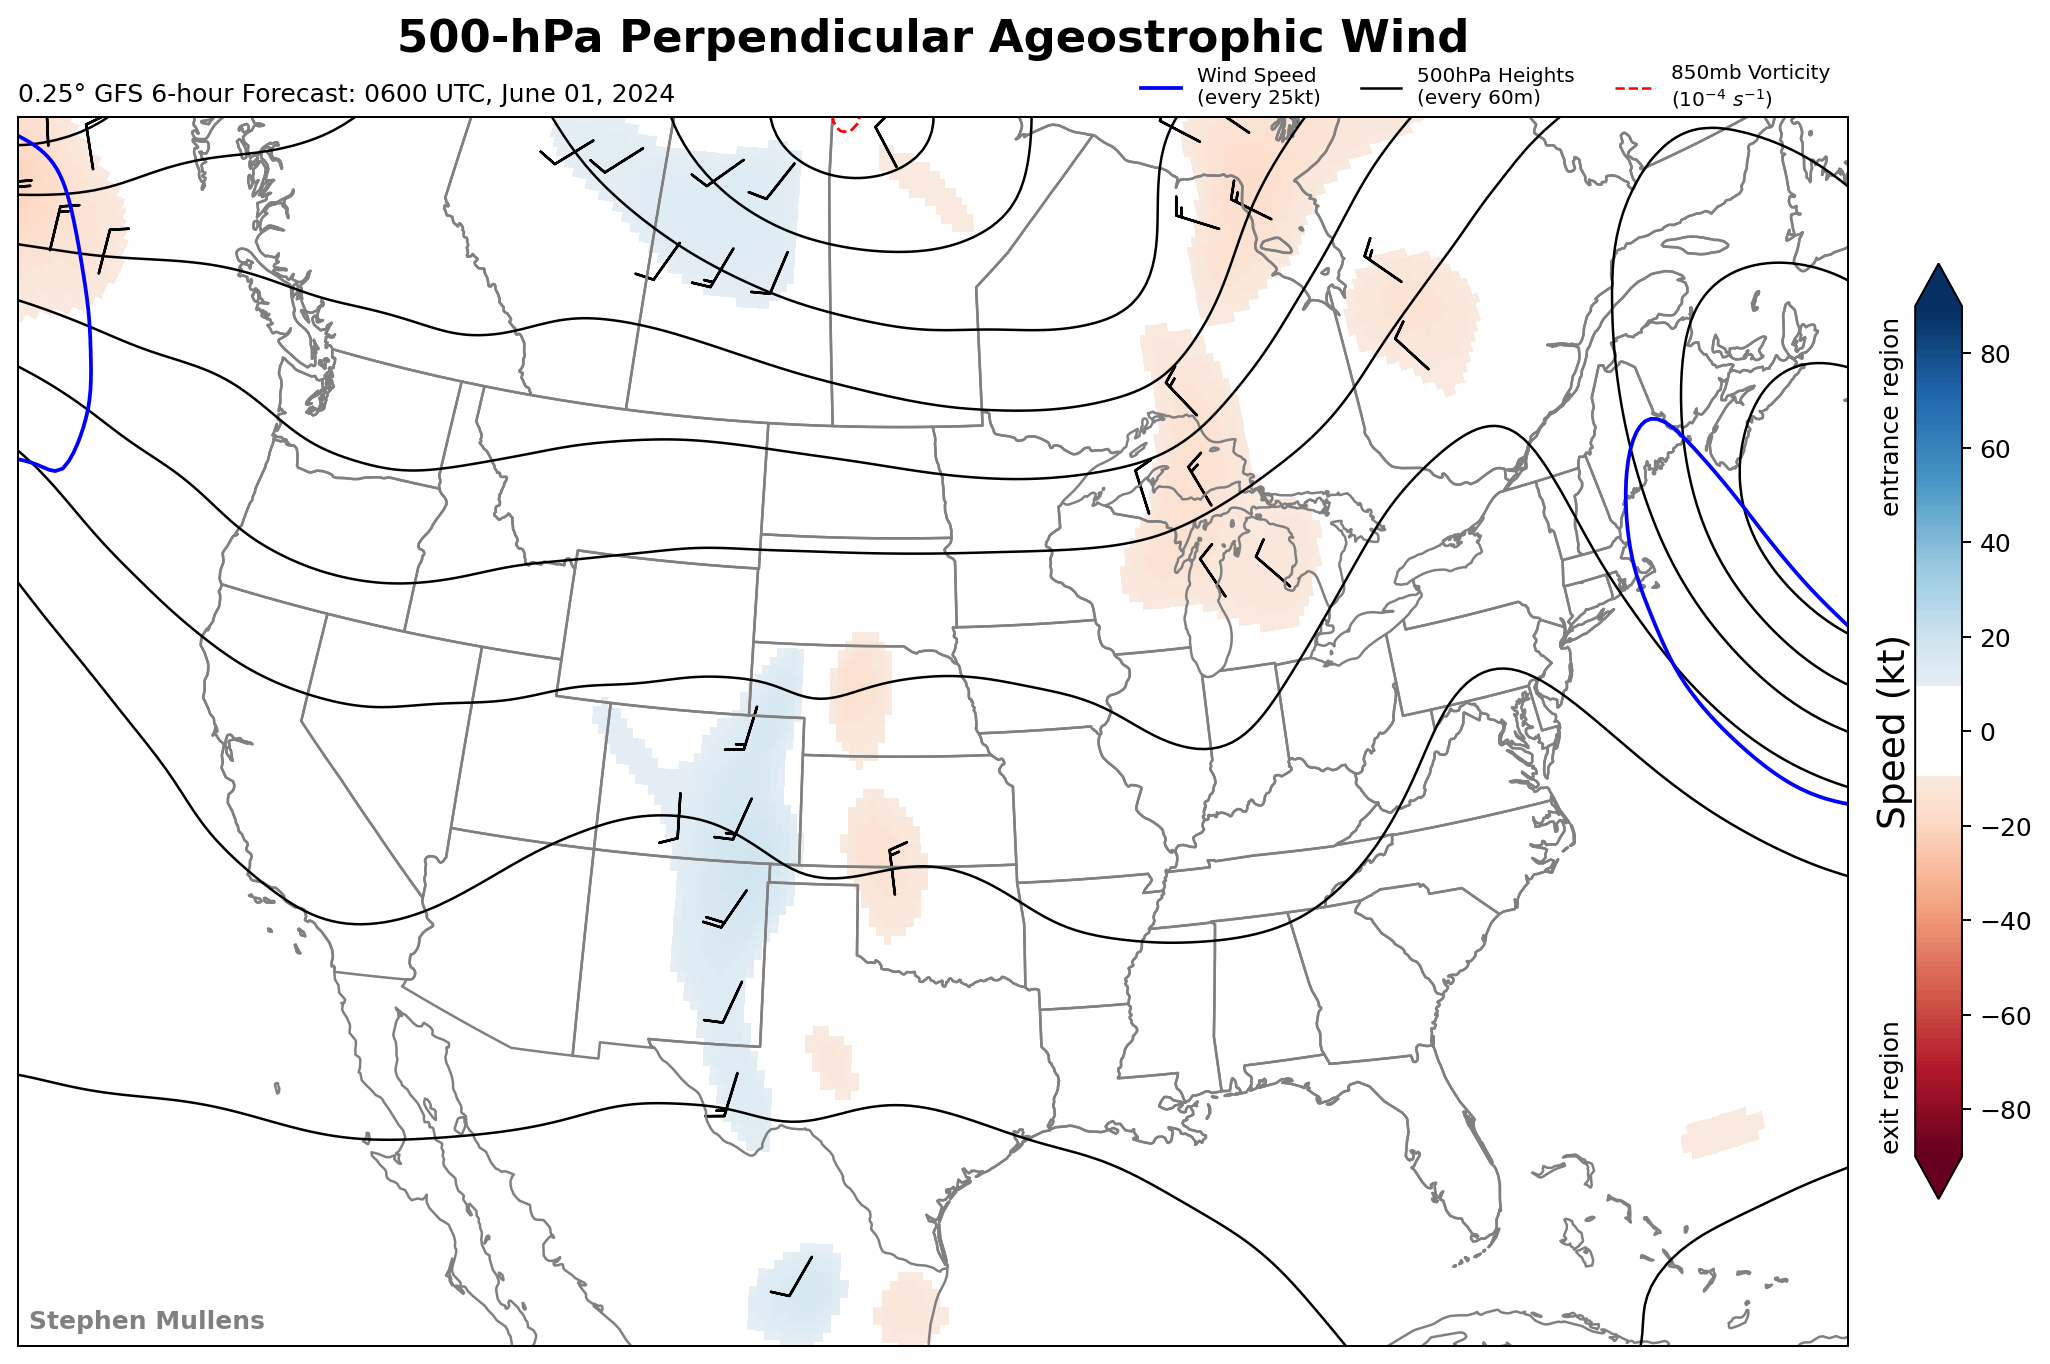 500-hPa Perpendicular Ageostrophic Wind
0.25° GFS 6-hour Forecast: 0600 UTC, June 01, 2024
Wind Speed
(every 25kt)
500hPa Heights
(every 60m)
850mb Vorticity
(10⁻⁴ s⁻¹)
entrance region
Speed (kt)
exit region
80
60
40
20
0
−20
−40
−60
−80
Stephen Mullens